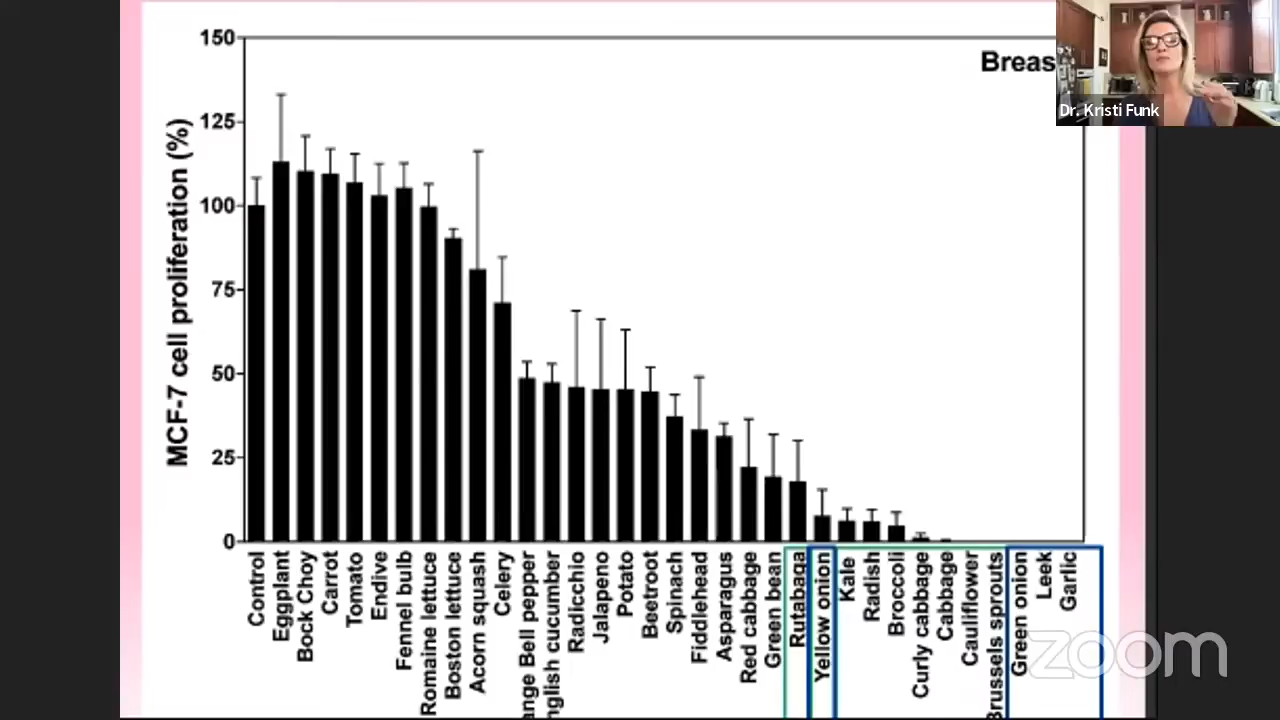 150
125
100
75
50
25
0
MCF-7 cell proliferation (%)
Breas
Dr. Kristi Funk
Control
Eggplant
Bock Choy
Carrot
Tomato
Endive
Fennel bulb
Romaine lettuce
Boston lettuce
Acorn squash
Celery
ange Bell pepper
nglish cucumber
Radicchio
Jalapeno
Potato
Beetroot
Spinach
Fiddlehead
Asparagus
Red cabbage
Green bean
Rutabaga
Yellow onion
Kale
Radish
Broccoli
Curly cabbage
Cabbage
Cauliflower
Brussels sprouts
Green onion
Leek
Garlic
zoom